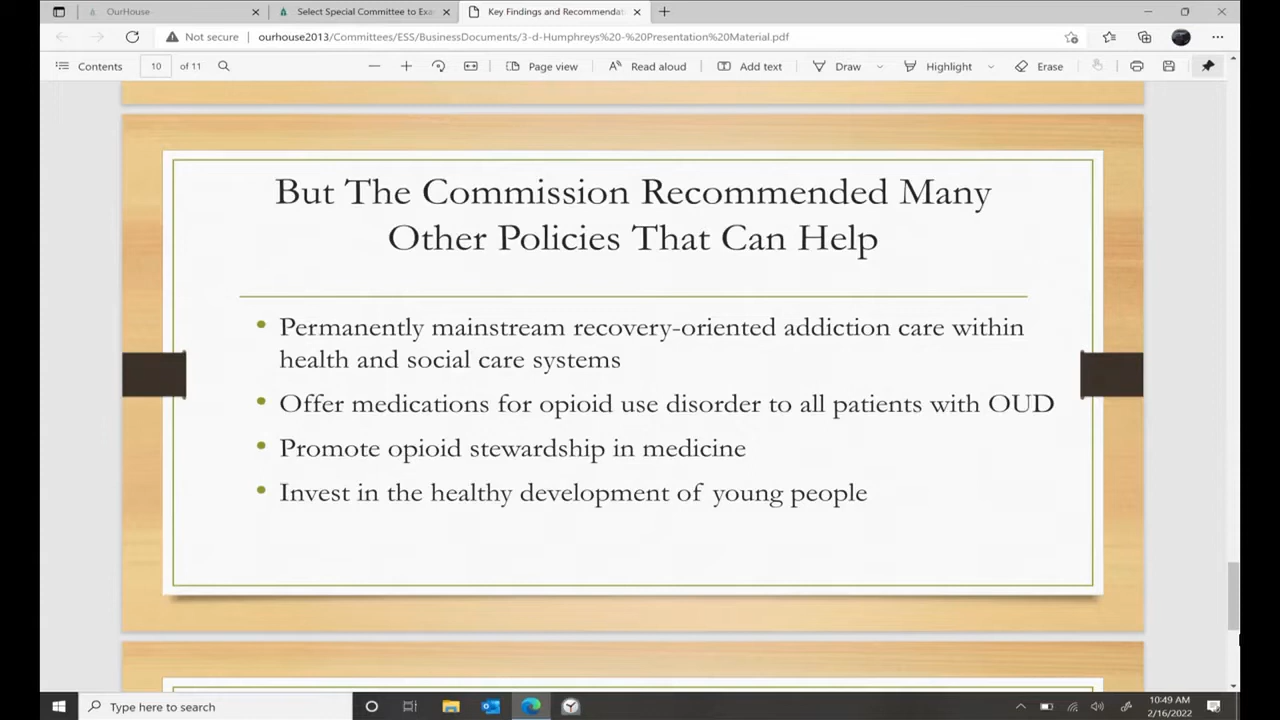 OurHouse
Select Special Committee to Exa
Key Findings and Recommendat
Not secure
ourhouse2013/Committees/ESS/BusinessDocuments/3-d-Humphreys%20-%20Presentation%20Material.pdf
Contents
10
of 11
Page view
Read aloud
Add text
Draw
Highlight
Erase
But The Commission Recommended Many
Other Policies That Can Help
• Permanently mainstream recovery-oriented addiction care within
health and social care systems
• Offer medications for opioid use disorder to all patients with OUD
• Promote opioid stewardship in medicine
• Invest in the healthy development of young people
Type here to search
10:49 AM
2/16/2022